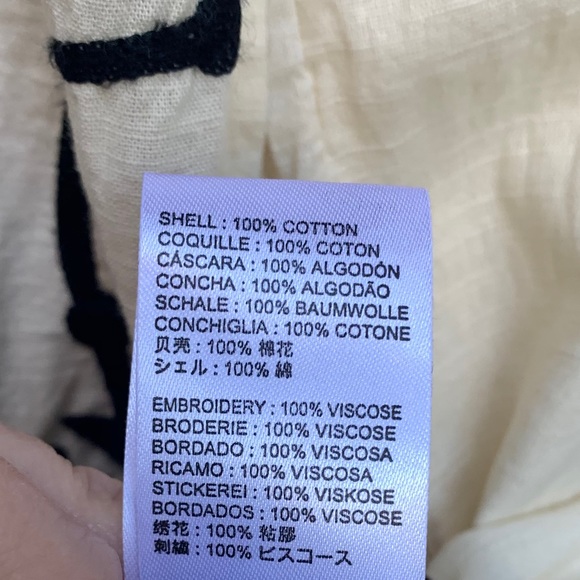 SHELL : 100% COTTON
COQUILLE : 100% COTON
CÁSCARA : 100% ALGODÓN
CONCHA : 100% ALGODÃO
SCHALE : 100% BAUMWOLLE
CONCHIGLIA : 100% COTONE
贝壳 : 100% 棉花
シェル : 100% 綿
EMBROIDERY : 100% VISCOSE
BRODERIE : 100% VISCOSE
BORDADO : 100% VISCOSA
RICAMO : 100% VISCOSA
STICKEREI : 100% VISKOSE
BORDADOS : 100% VISCOSE
绣花 : 100% 粘膠
刺繍 : 100% ビスコース